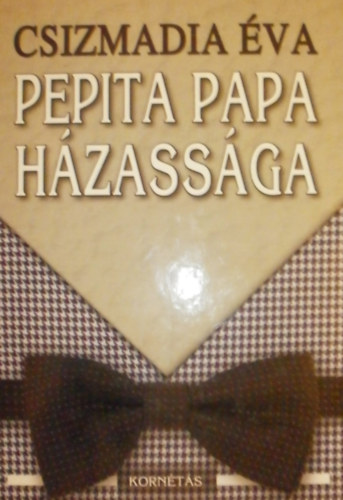 CSIZMADIA ÉVA
PEPITA PAPA
HÁZASSÁGA
KORNÉTÁS